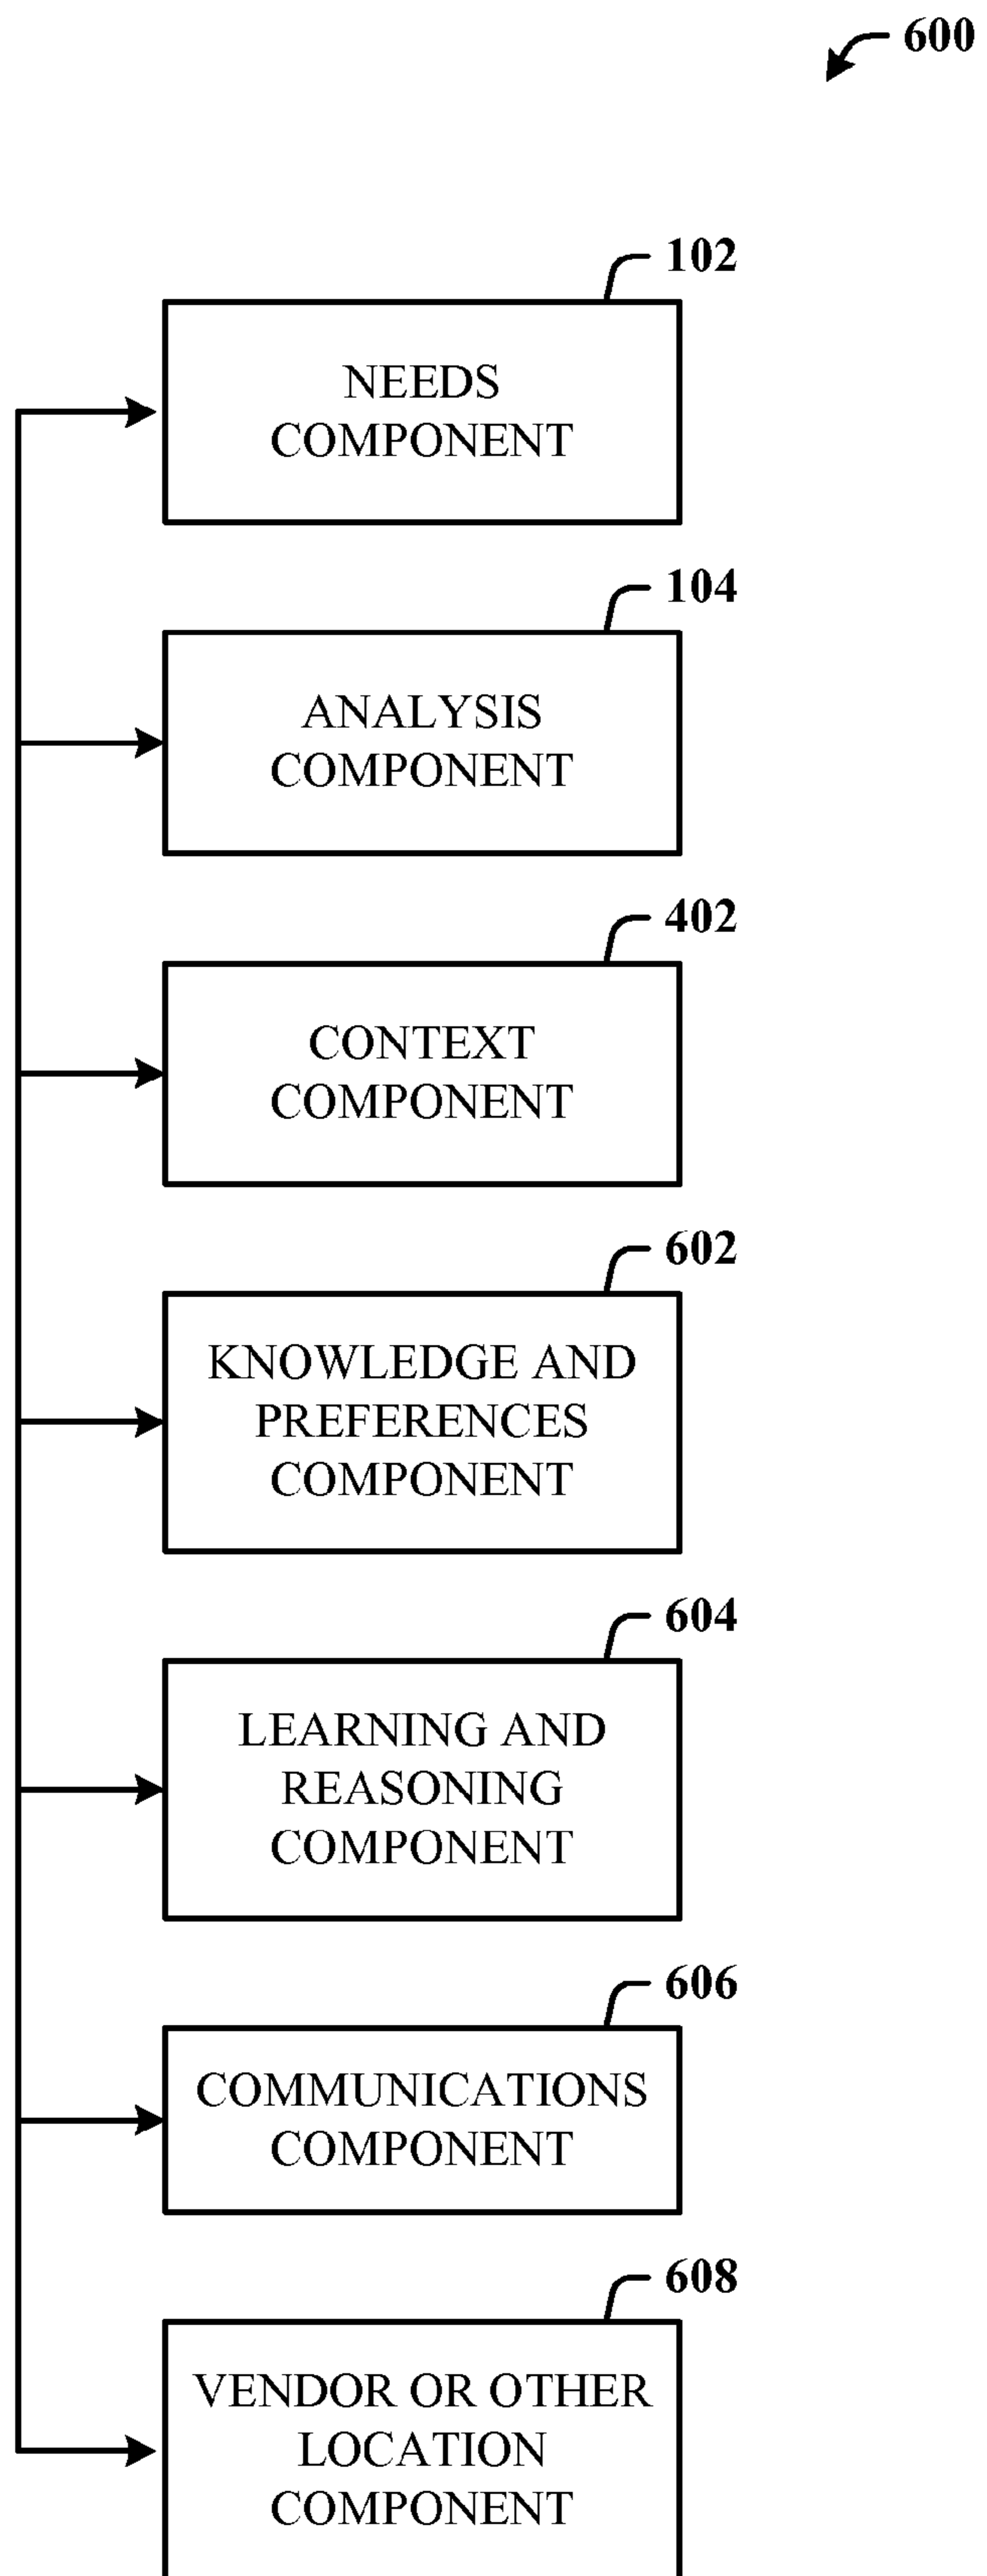 600
102
NEEDS
COMPONENT
104
ANALYSIS
COMPONENT
402
CONTEXT
COMPONENT
602
KNOWLEDGE AND
PREFERENCES
COMPONENT
604
LEARNING AND
REASONING
COMPONENT
606
COMMUNICATIONS
COMPONENT
608
VENDOR OR OTHER
LOCATION
COMPONENT